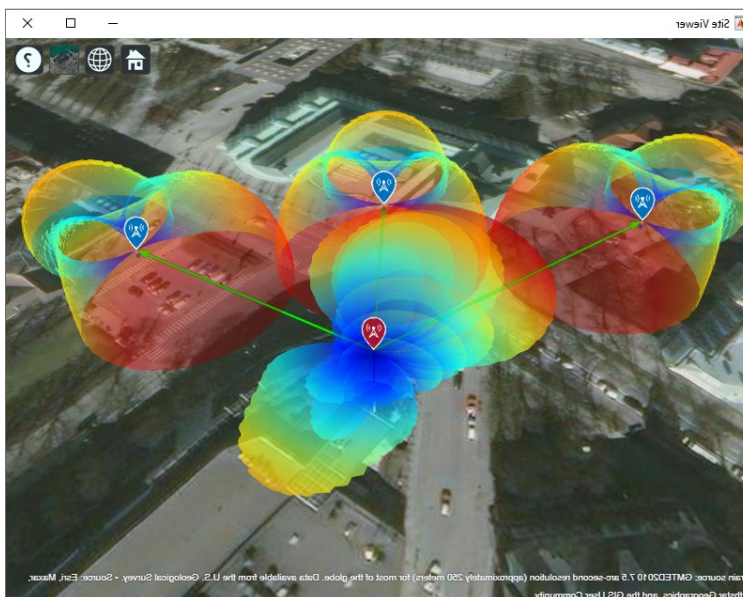 Site Viewer
?
rain source: GMTED2010 7.5 arc-second resolution (approximately 250 meters) for most of the globe. Data available from the U.S. Geological Survey. - Source: Esri, Maxar,
thstar Geographics, and the GIS User Community